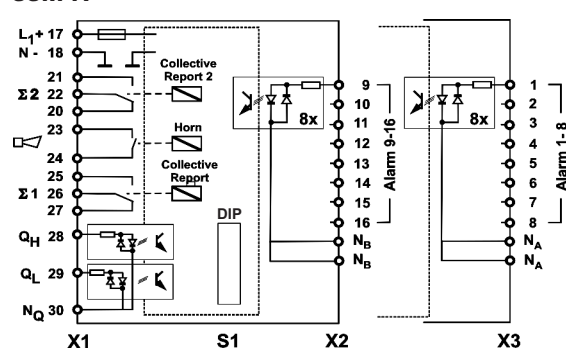 L₁+ 17
N - 18
21
Σ2 22
20
23
24
25
Σ1 26
27
QH 28
QL 29
NQ 30
X1
Collective
Report 2
Horn
Collective
Report
DIP
S1
8x
9
10
11
12
13
14
15
16
NB
NB
Alarm 9-16
X2
8x
1
2
3
4
5
6
7
8
NA
NA
Alarm 1- 8
X3